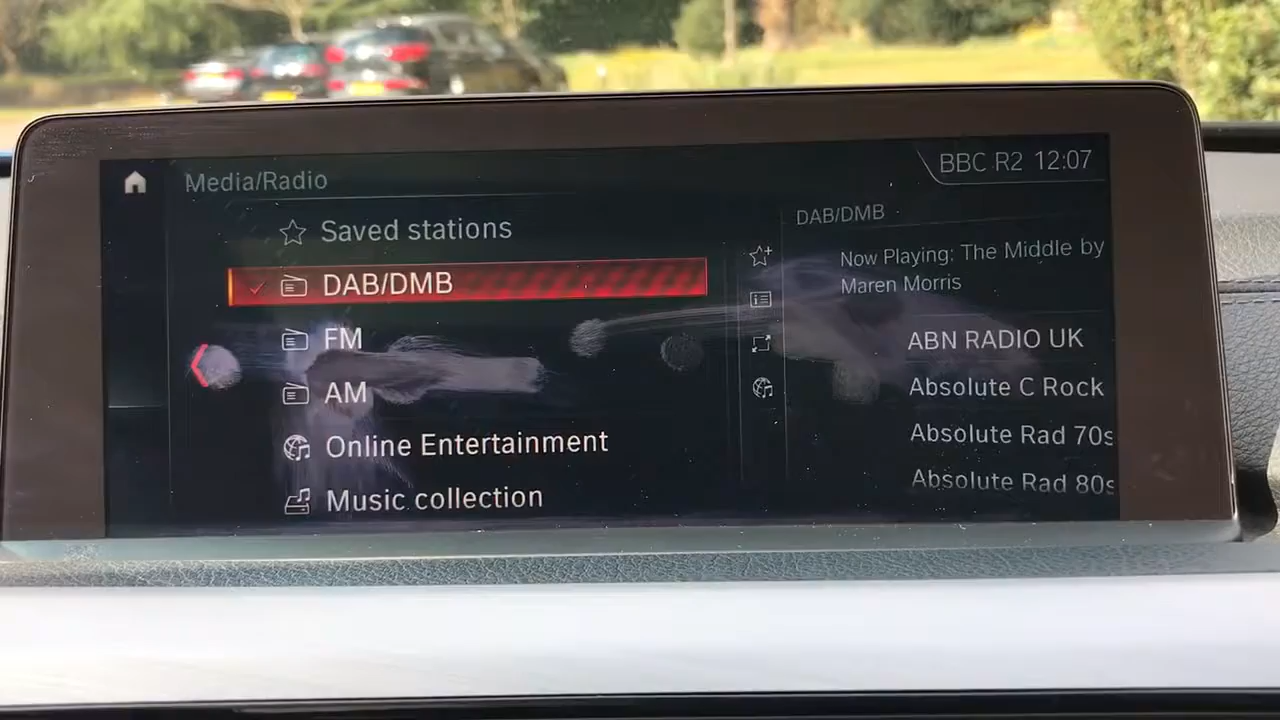 Media/Radio
BBC R2 12:07
Saved stations
DAB/DMB
FM
AM
Online Entertainment
Music collection
DAB/DMB
Now Playing: The Middle by
Maren Morris
ABN RADIO UK
Absolute C Rock
Absolute Rad 70s
Absolute Rad 80s